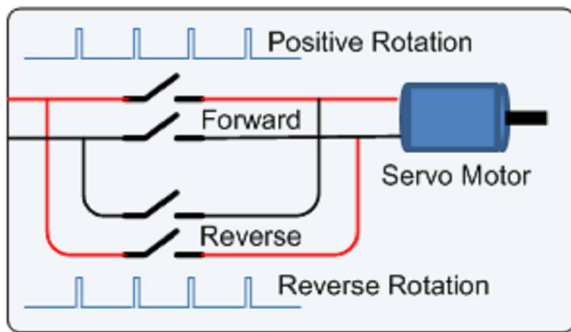 Positive Rotation
Forward
Servo Motor
Reverse
Reverse Rotation